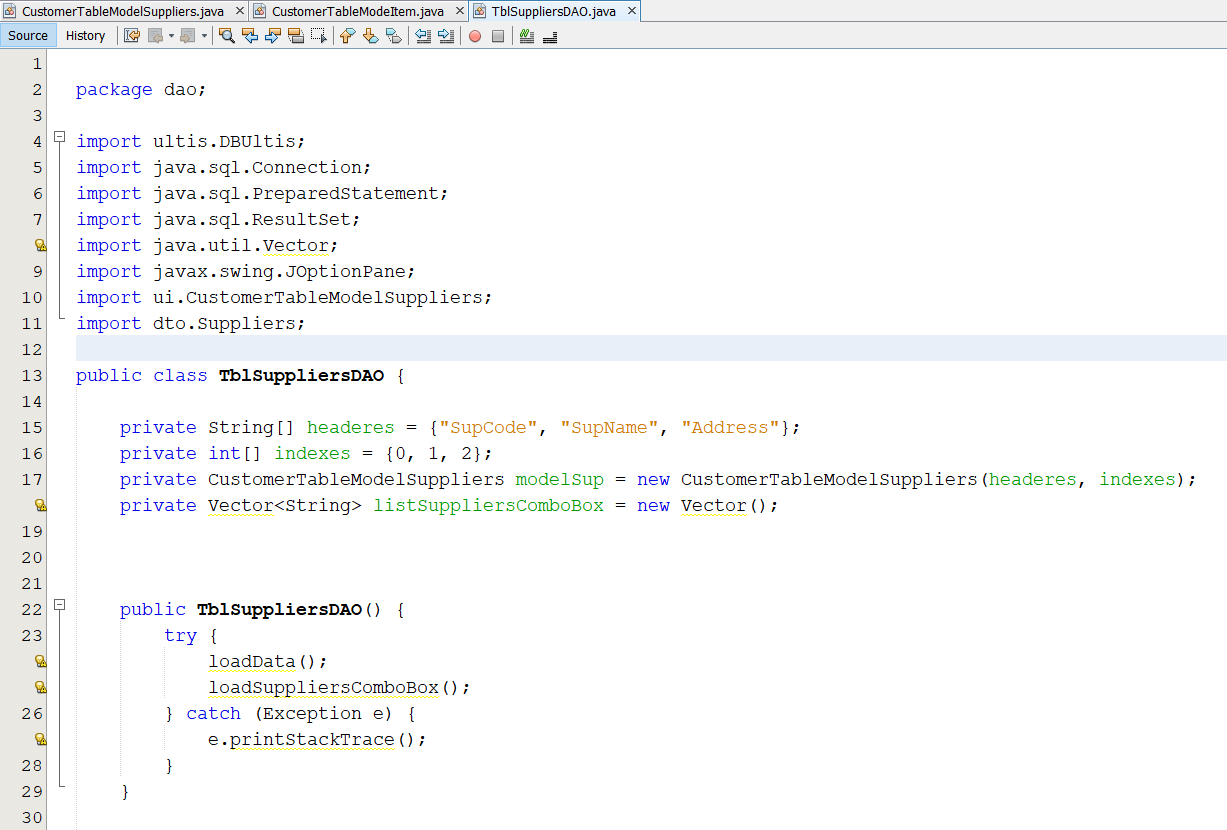 CustomerTableModelSuppliers.java CustomerTableModeItem.java TblSuppliersDAO.java
Source History
1
2 package dao;
3
4 import ultis.DBUltis;
5 import java.sql.Connection;
6 import java.sql.PreparedStatement;
7 import java.sql.ResultSet;
import java.util.Vector;
9 import javax.swing.JOptionPane;
10 import ui.CustomerTableModelSuppliers;
11 import dto.Suppliers;
12
13 public class TblSuppliersDAO {
14
15 private String[] headeres = {"SupCode", "SupName", "Address"};
16 private int[] indexes = {0, 1, 2};
17 private CustomerTableModelSuppliers modelSup = new CustomerTableModelSuppliers(headeres, indexes);
private Vector<String> listSuppliersComboBox = new Vector();
19
20
21
22 public TblSuppliersDAO() {
23 try {
loadData();
loadSuppliersComboBox();
26 } catch (Exception e) {
e.printStackTrace();
28 }
29 }
30